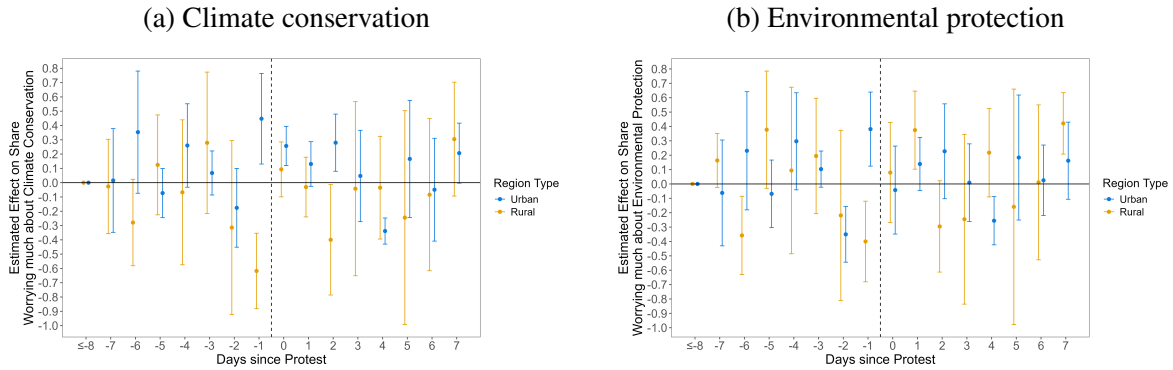 (a) Climate conservation
Estimated Effect on Share
Worrying much about Climate Conservation
0.8
0.7
0.6
0.5
0.4
0.3
0.2
0.1
0.0
-0.1
-0.2
-0.3
-0.4
-0.5
-0.6
-0.7
-0.8
-0.9
-1.0
≤-8 -7 -6 -5 -4 -3 -2 -1 0 1 2 3 4 5 6 7
Days since Protest
Region Type
Urban
Rural
(b) Environmental protection
Estimated Effect on Share
Worrying much about Environmental Protection
0.8
0.7
0.6
0.5
0.4
0.3
0.2
0.1
0.0
-0.1
-0.2
-0.3
-0.4
-0.5
-0.6
-0.7
-0.8
-0.9
-1.0
≤-8 -7 -6 -5 -4 -3 -2 -1 0 1 2 3 4 5 6 7
Days since Protest
Region Type
Urban
Rural